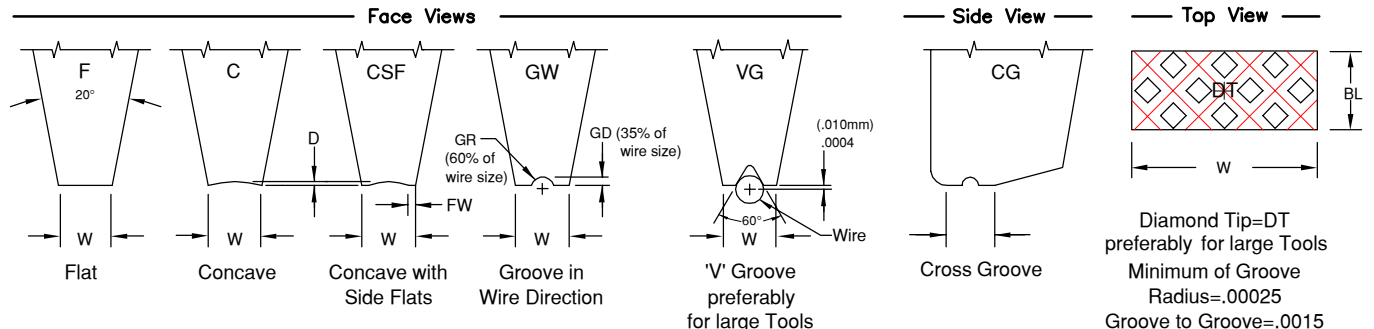 Face Views
Side View
Top View
F
20°
C
D
CSF
FW
GW
GR
(60% of
wire size)
GD (35% of
wire size)
VG
(.010mm)
.0004
60°
Wire
CG
DT
BL
W
W
W
W
W
W
Flat
Concave
Concave with
Side Flats
Groove in
Wire Direction
'V' Groove
preferably
for large Tools
Cross Groove
Diamond Tip=DT
preferably for large Tools
Minimum of Groove
Radius=.00025
Groove to Groove=.0015